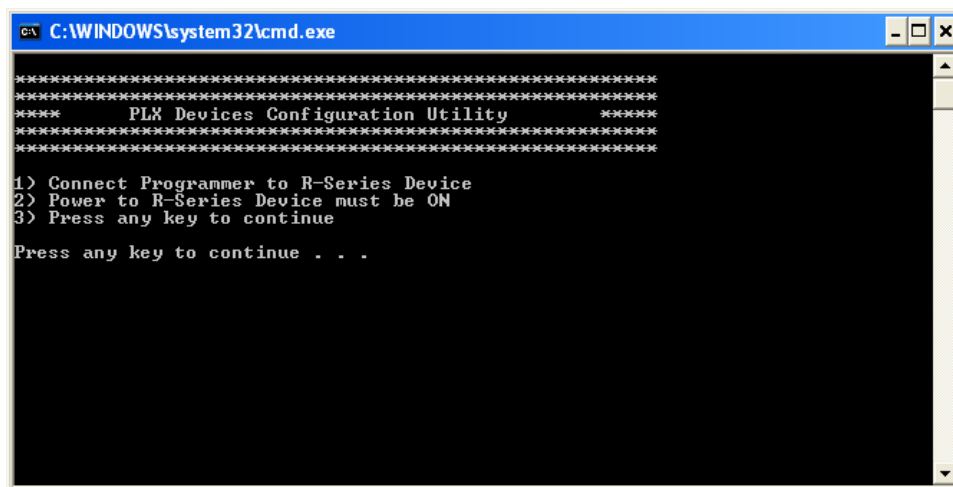 C:\WINDOWS\system32\cmd.exe
********************************************************
********************************************************
**** PLX Devices Configuration Utility *****
********************************************************
********************************************************
1) Connect Programmer to R-Series Device
2) Power to R-Series Device must be ON
3) Press any key to continue
Press any key to continue . . .